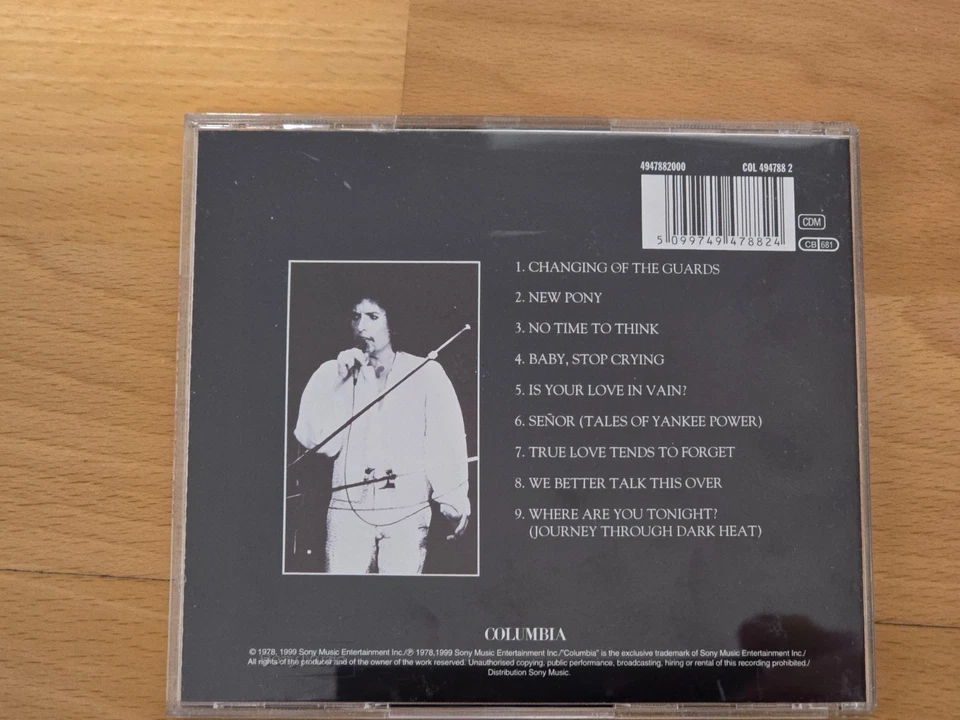 4947882000 COL 494788 2
5 099749 478824
CDM
CB 681
1. CHANGING OF THE GUARDS
2. NEW PONY
3. NO TIME TO THINK
4. BABY, STOP CRYING
5. IS YOUR LOVE IN VAIN?
6. SEÑOR (TALES OF YANKEE POWER)
7. TRUE LOVE TENDS TO FORGET
8. WE BETTER TALK THIS OVER
9. WHERE ARE YOU TONIGHT?
(JOURNEY THROUGH DARK HEAT)
COLUMBIA
© 1978, 1999 Sony Music Entertainment Inc./℗ 1978,1999 Sony Music Entertainment Inc./"Columbia" is the exclusive trademark of Sony Music Entertainment Inc./
All rights of the producer and of the owner of the work reserved. Unauthorised copying, public performance, broadcasting, hiring or rental of this recording prohibited./
Distribution Sony Music.